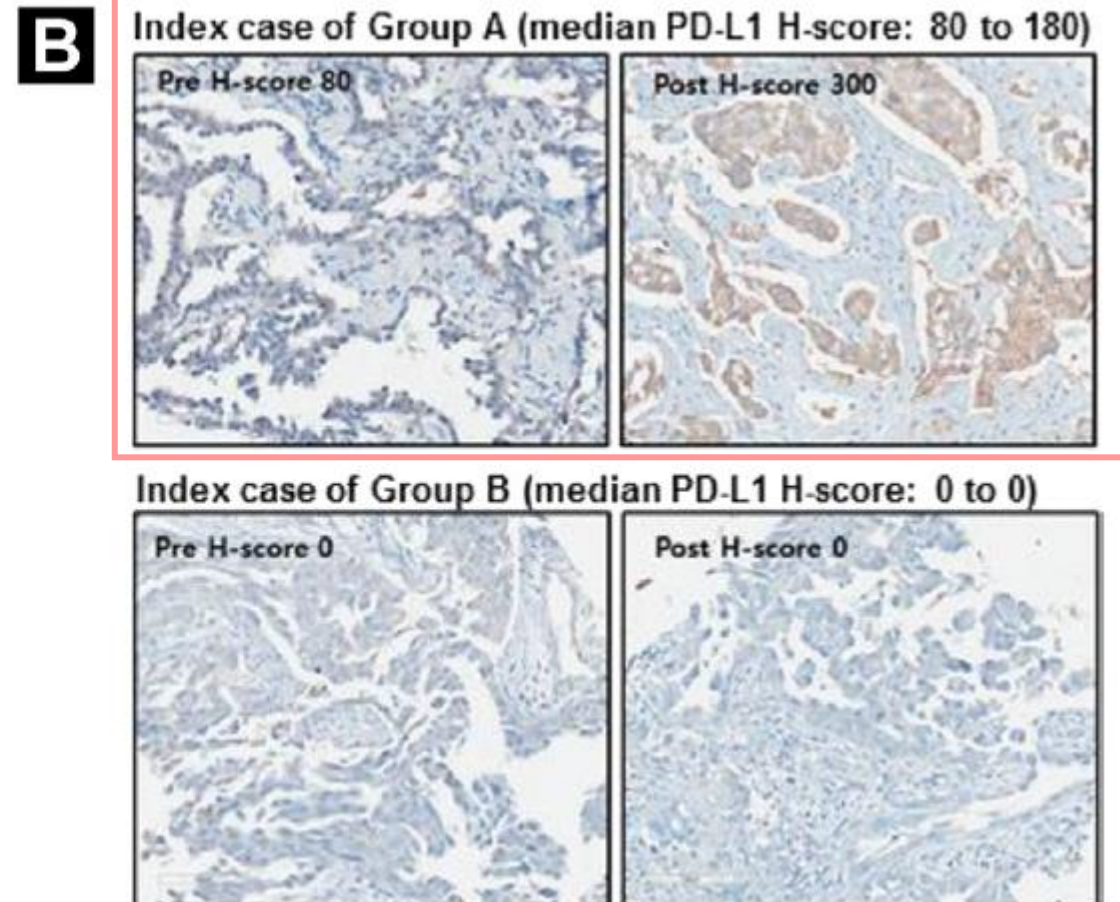 B
Index case of Group A (median PD-L1 H-score: 80 to 180)
Pre H-score 80
Post H-score 300
Index case of Group B (median PD-L1 H-score: 0 to 0)
Pre H-score 0
Post H-score 0